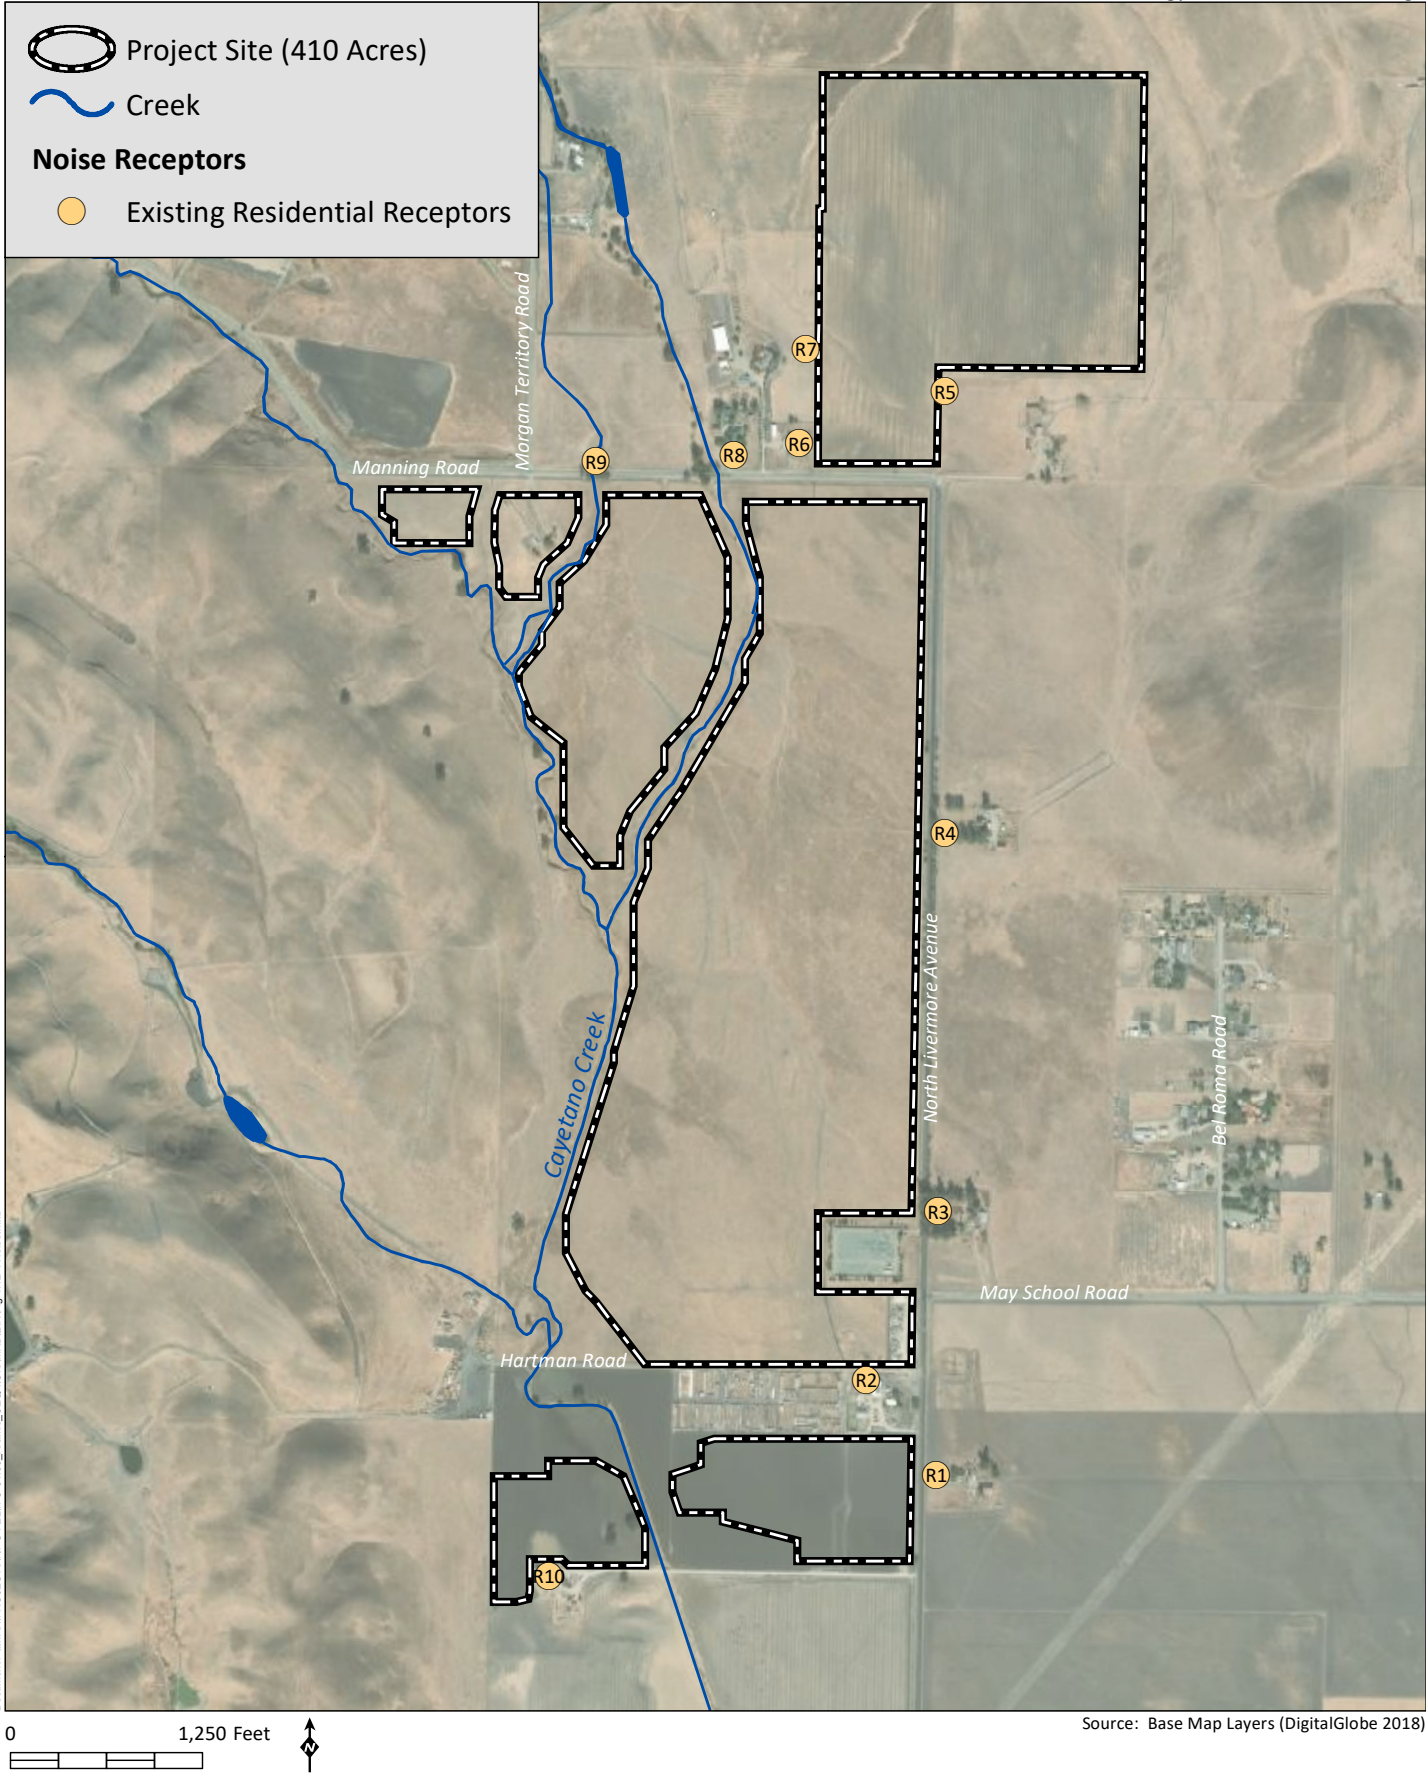 Project Site (410 Acres)
Creek
Noise Receptors
Existing Residential Receptors
Morgan Territory Road
R7
R5
R6
R8
R9
Manning Road
R4
North Livermore Avenue
Cayetano Creek
Bel Roma Road
R3
May School Road
Hartman Road
R2
R1
R10
0 1,250 Feet
N
Source: Base Map Layers (DigitalGlobe 2018)